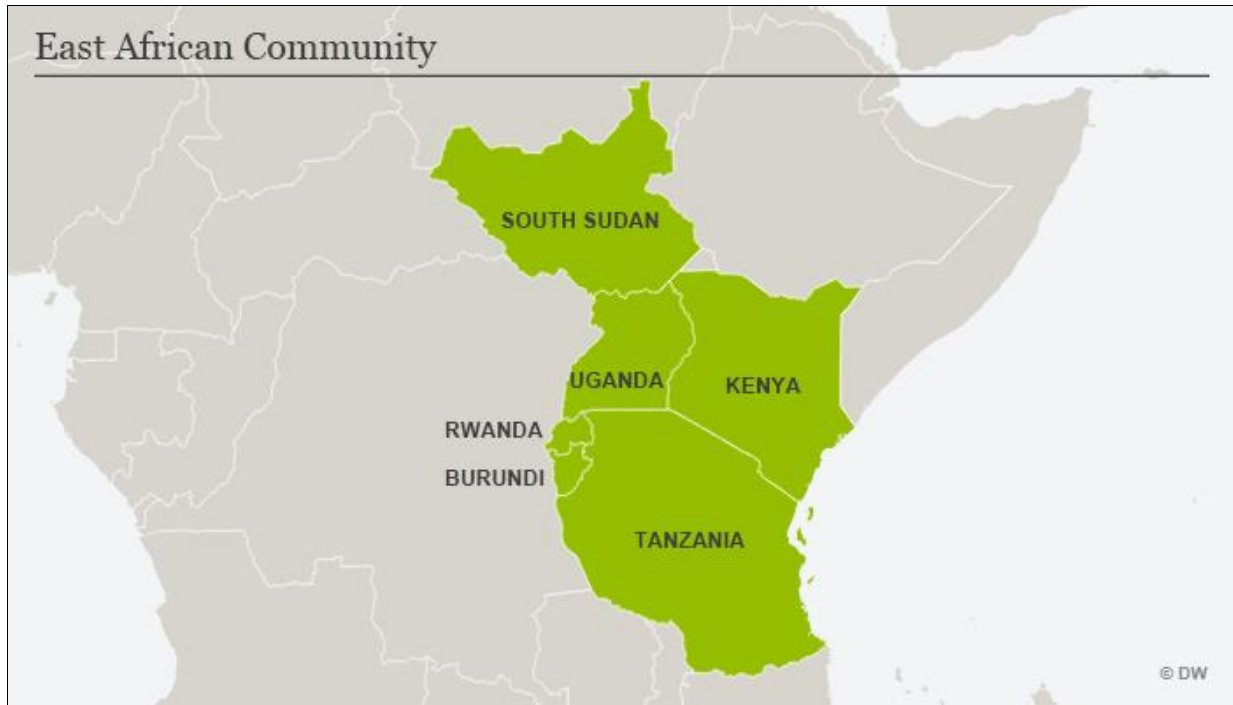 East African Community
SOUTH SUDAN
UGANDA
KENYA
RWANDA
BURUNDI
TANZANIA
© DW